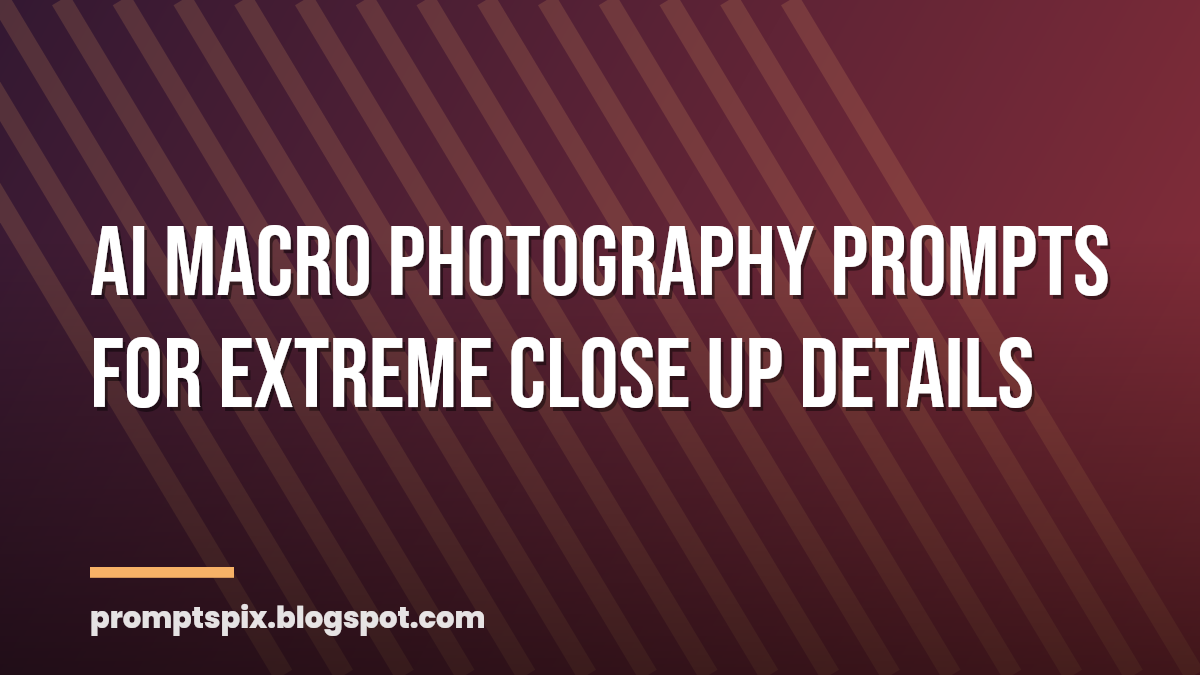 AI MACRO PHOTOGRAPHY PROMPTS
FOR EXTREME CLOSE UP DETAILS
promptspix.blogspot.com